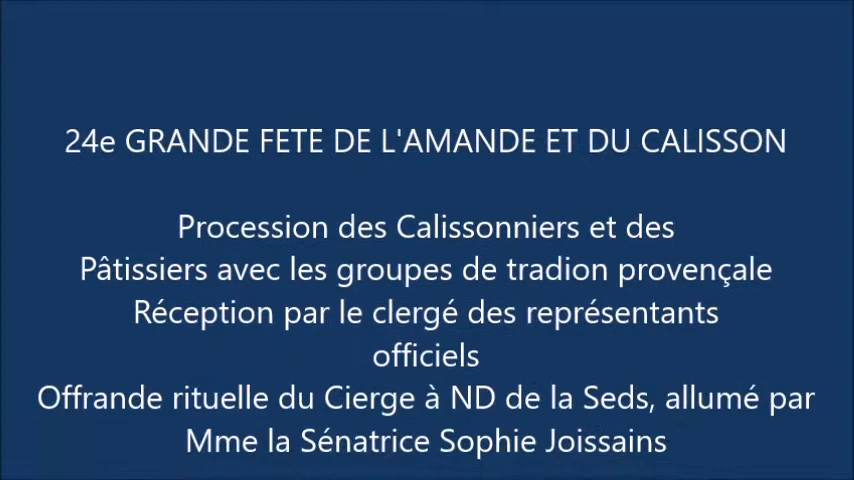 24e GRANDE FETE DE L'AMANDE ET DU CALISSON
Procession des Calissonniers et des
Pâtissiers avec les groupes de tradion provençale
Réception par le clergé des représentants
officiels
Offrande rituelle du Cierge à ND de la Seds, allumé par
Mme la Sénatrice Sophie Joissains